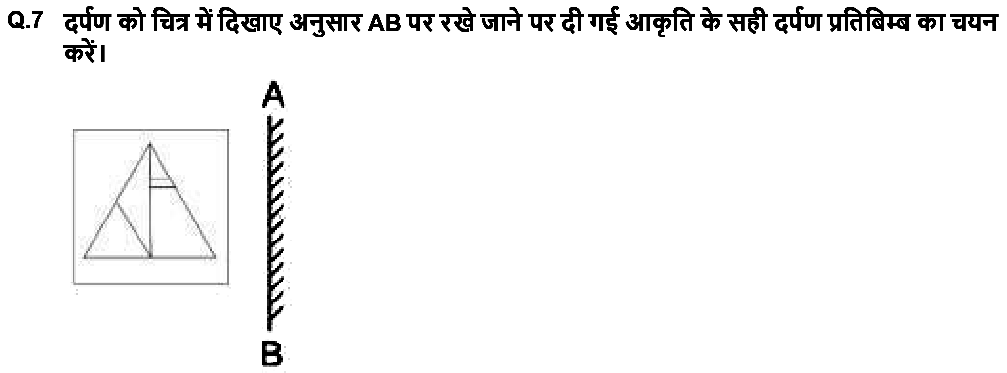 Q.7 दर्पण को चित्र में दिखाए अनुसार AB पर रखे जाने पर दी गई आकृति के सही दर्पण प्रतिबिम्ब का चयन
करें।
A
B